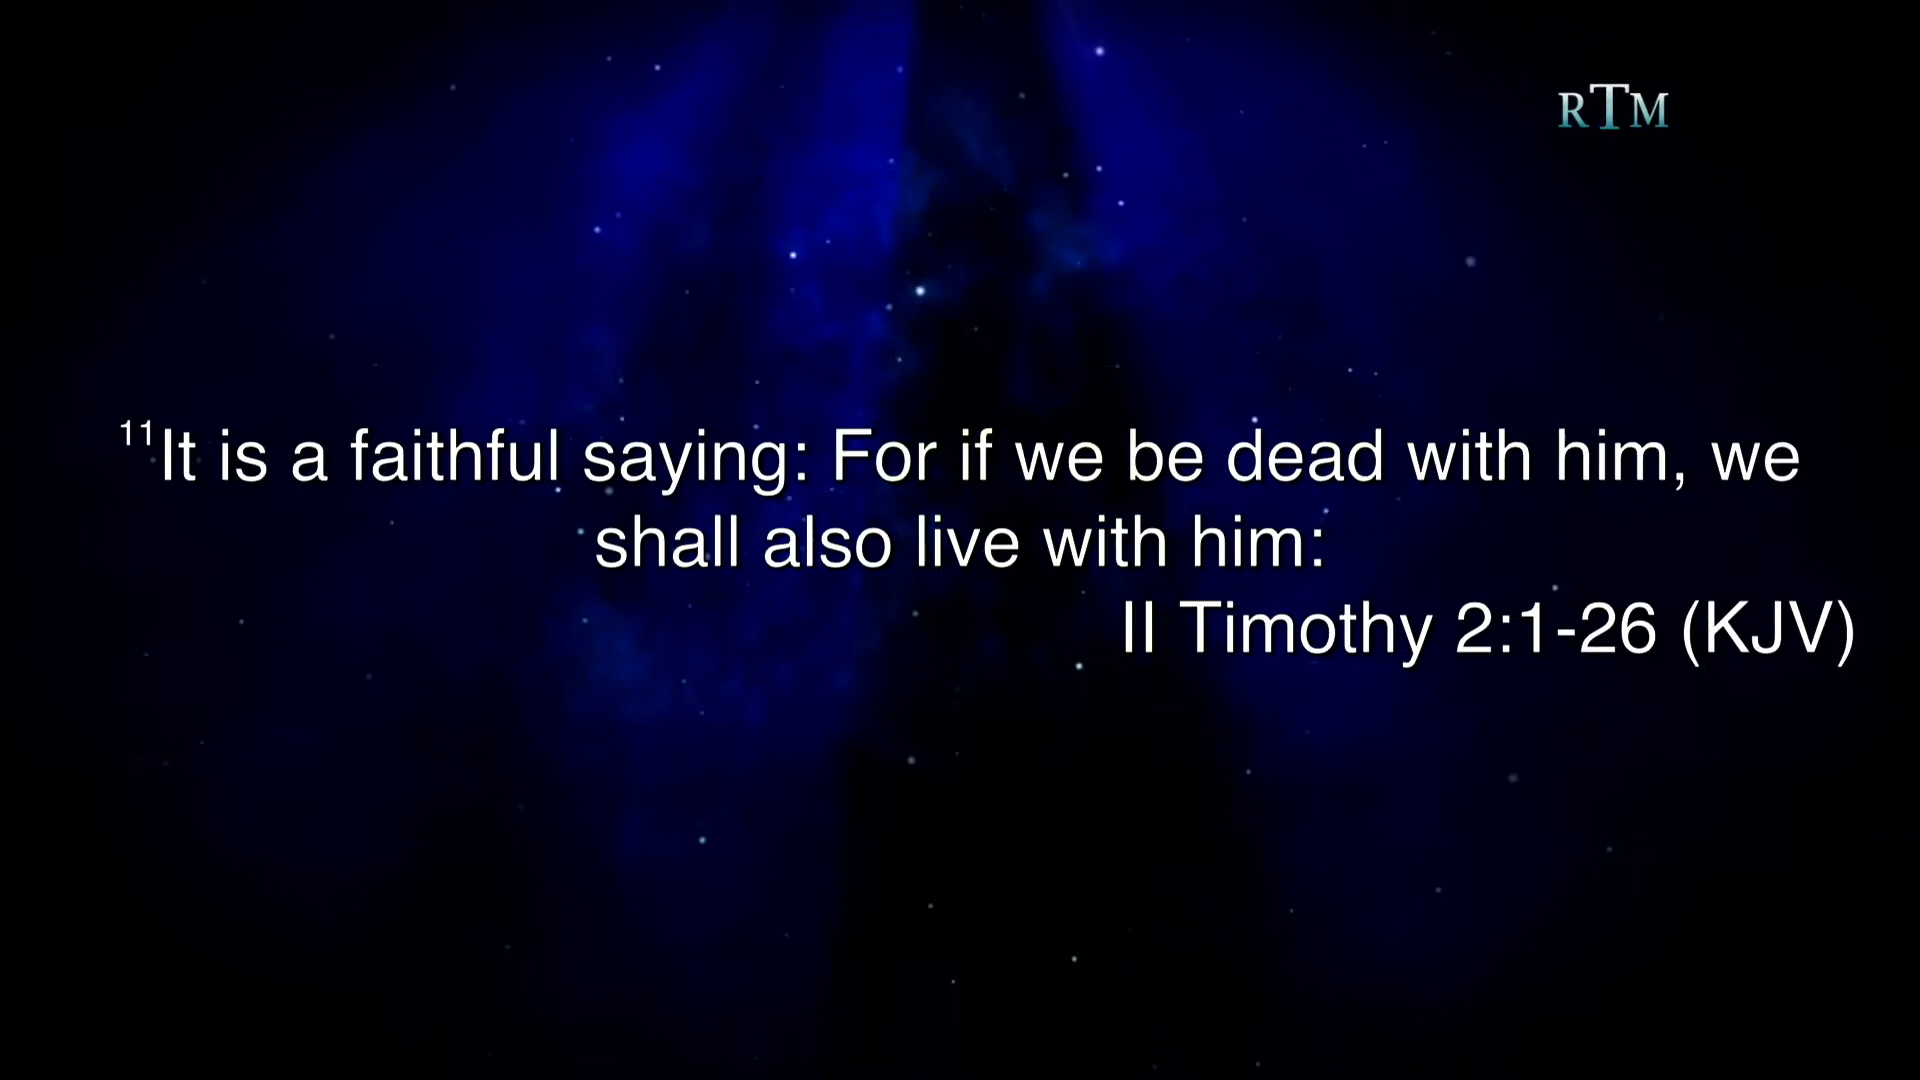 RTM
11It is a faithful saying: For if we be dead with him, we
shall also live with him:
II Timothy 2:1-26 (KJV)